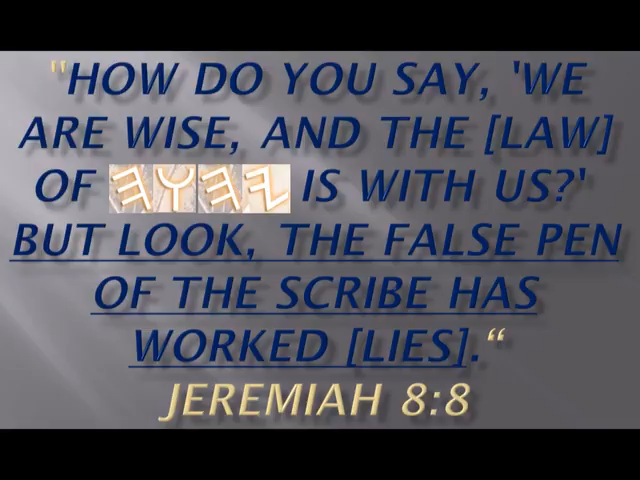 "HOW DO YOU SAY, 'WE
ARE WISE, AND THE [LAW]
OF 𐤉𐤄𐤅𐤄 IS WITH US?'
BUT LOOK, THE FALSE PEN
OF THE SCRIBE HAS
WORKED [LIES].“
JEREMIAH 8:8